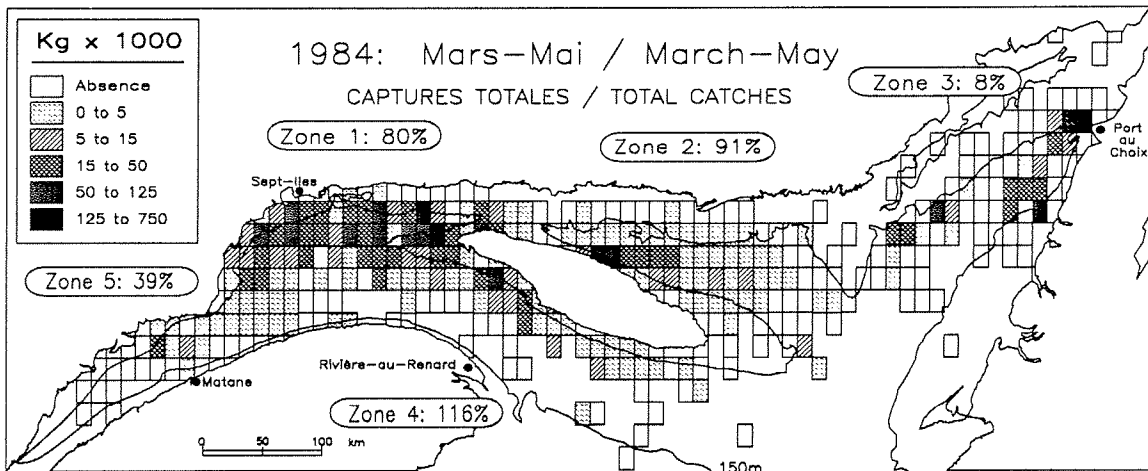 Kg x 1000
Absence
0 to 5
5 to 15
15 to 50
50 to 125
125 to 750
1984: Mars-Mai / March-May
CAPTURES TOTALES / TOTAL CATCHES
Zone 3: 8%
Zone 1: 80%
Zone 2: 91%
Port
au
Choix
Sept-Iles
Zone 5: 39%
Rivière-au-Renard
Matane
Zone 4: 116%
0 50 100 km
150m